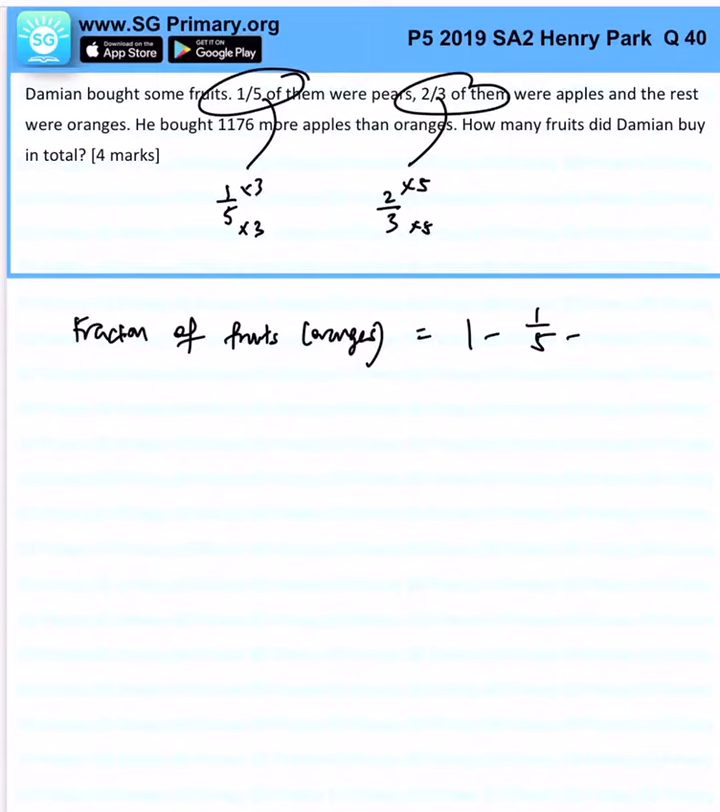 www.SG Primary.org
SG
Download on the App Store
GET IT ON Google Play
P5 2019 SA2 Henry Park Q 40
Damian bought some fruits. 1/5 of them were pears, 2/3 of them were apples and the rest
were oranges. He bought 1176 more apples than oranges. How many fruits did Damian buy
in total? [4 marks]
1/5 ×3 ×3
2/3 ×5 ×5
Fraction of fruits (oranges) = 1 - 1/5 -